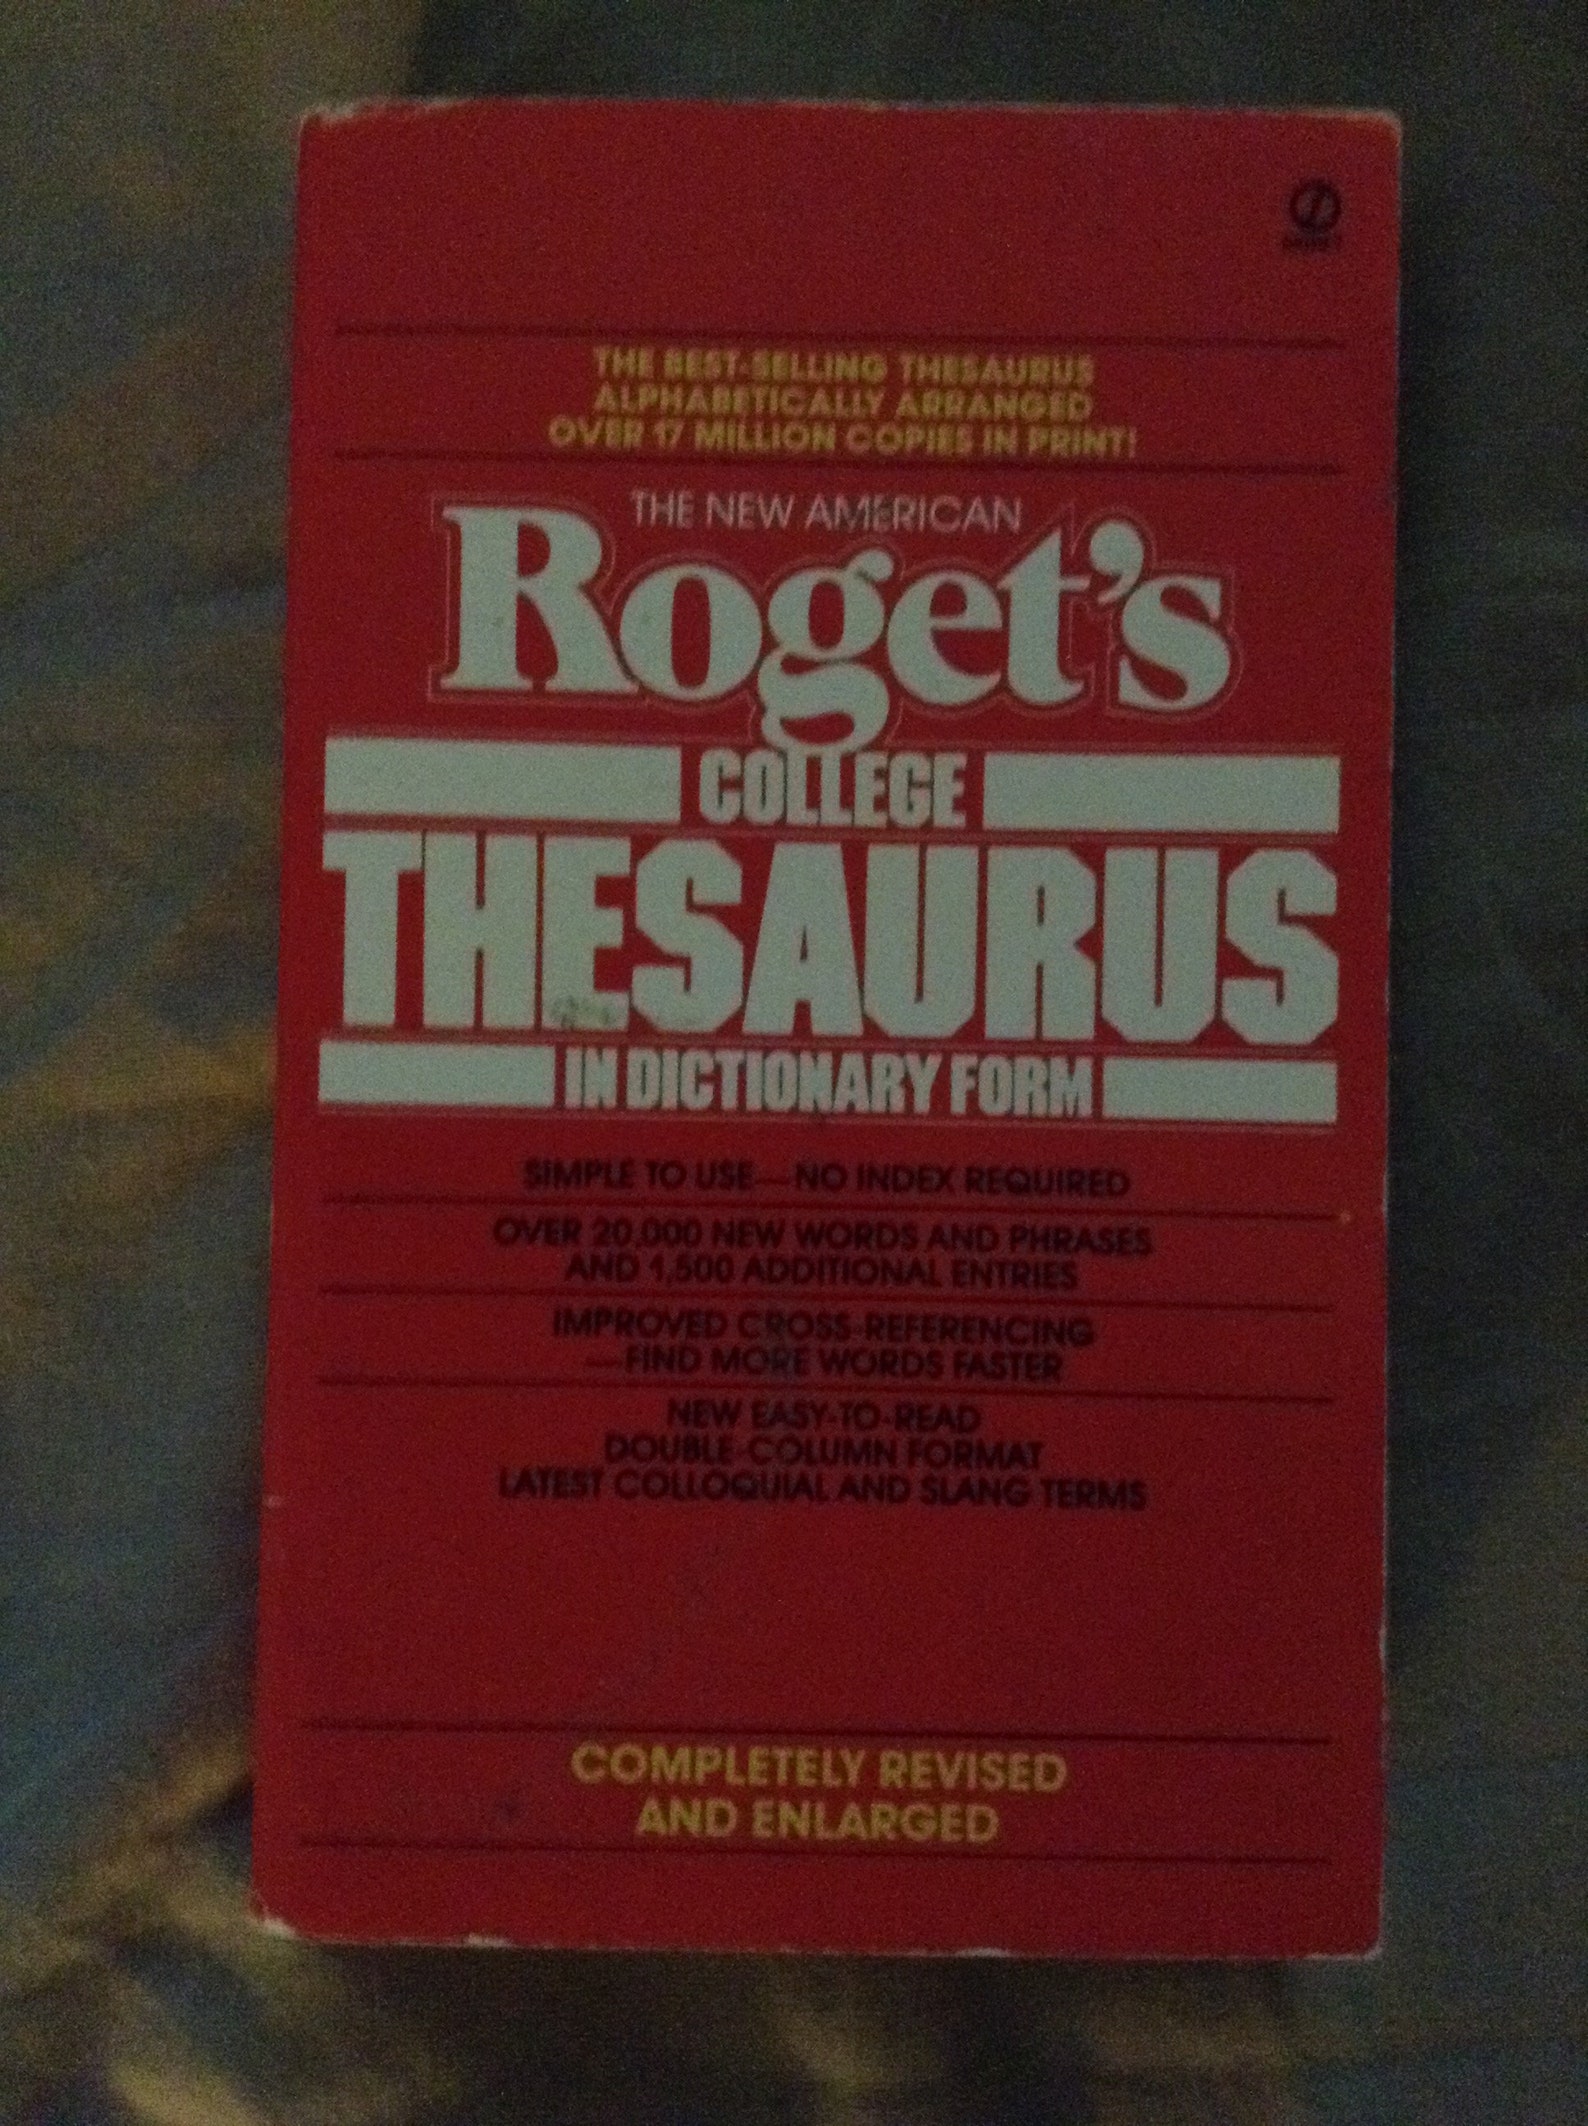 SIGNET
THE BEST-SELLING THESAURUS
ALPHABETICALLY ARRANGED
OVER 17 MILLION COPIES IN PRINT!
THE NEW AMERICAN
Roget's
COLLEGE
THESAURUS
IN DICTIONARY FORM
SIMPLE TO USE—NO INDEX REQUIRED
OVER 20,000 NEW WORDS AND PHRASES
AND 1,500 ADDITIONAL ENTRIES
IMPROVED CROSS-REFERENCING
—FIND MORE WORDS FASTER
NEW EASY-TO-READ
DOUBLE-COLUMN FORMAT
LATEST COLLOQUIAL AND SLANG TERMS
COMPLETELY REVISED
AND ENLARGED